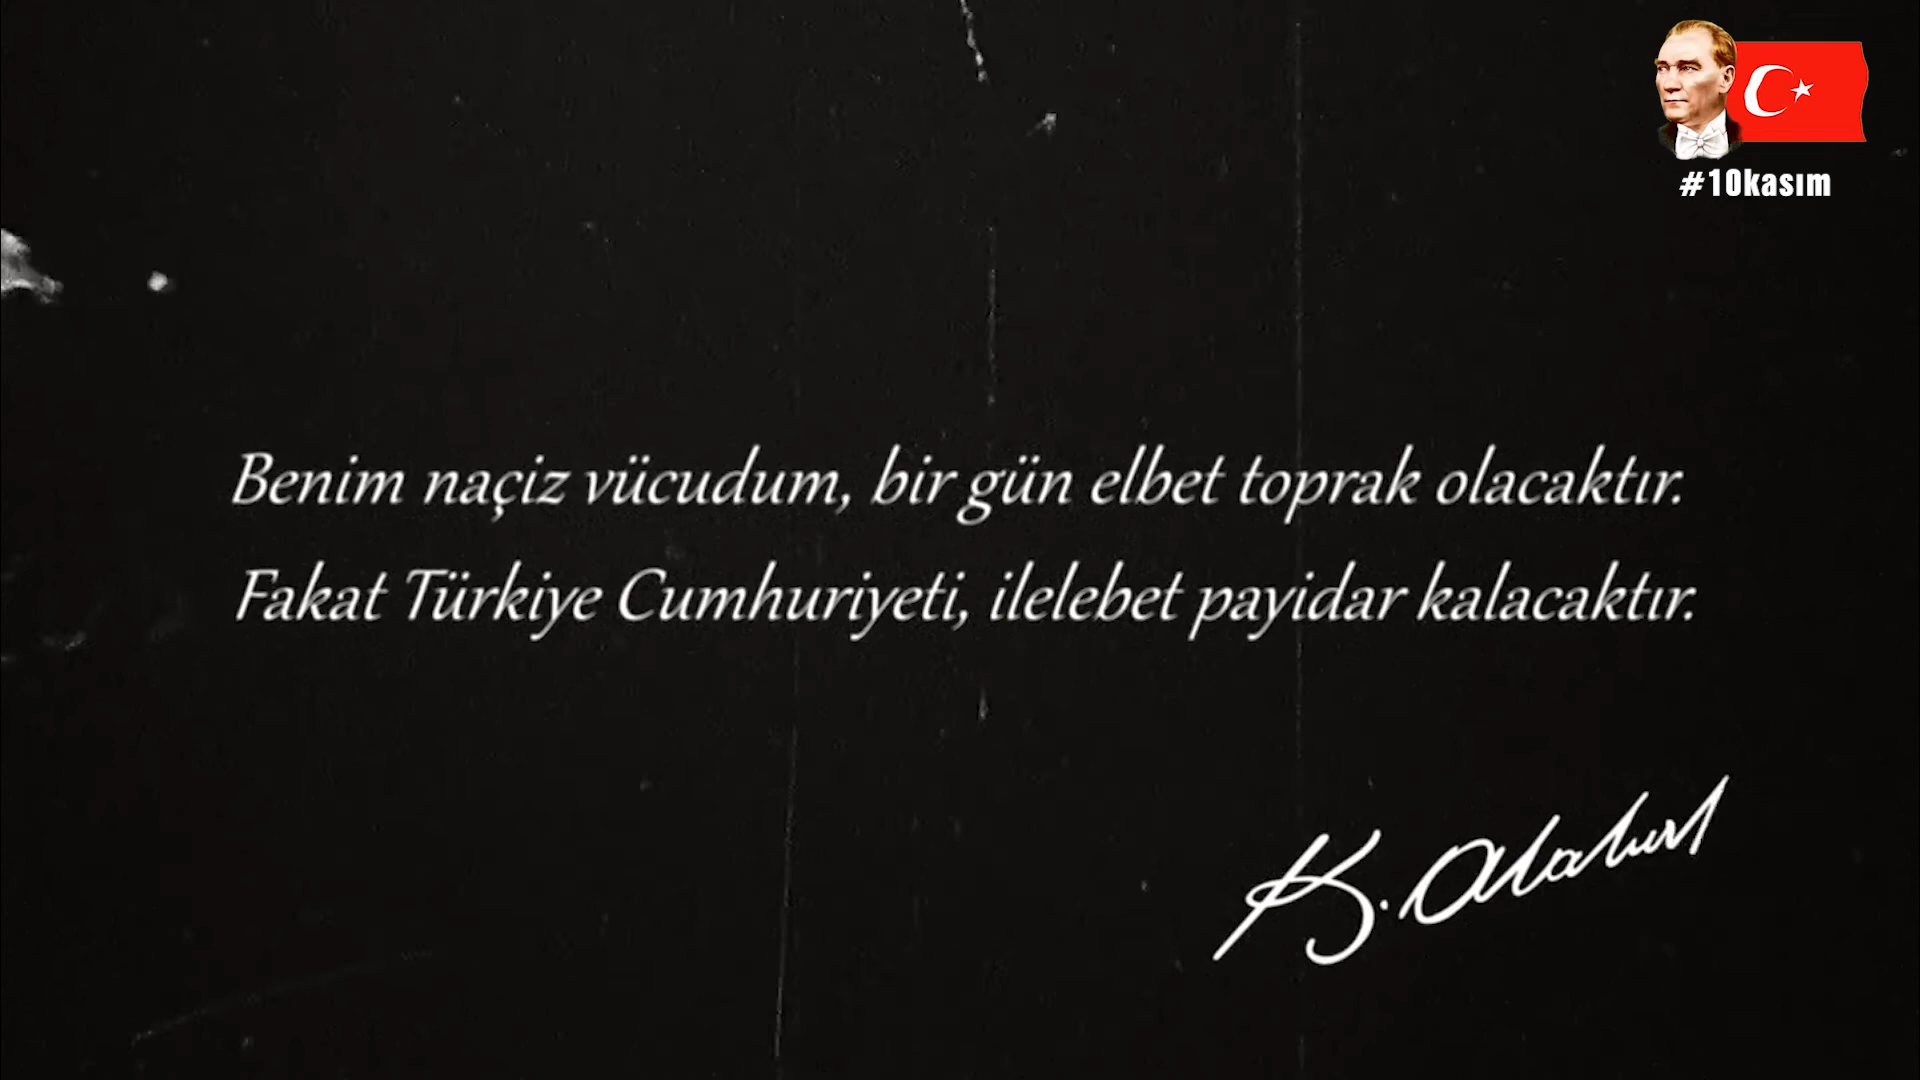 #10kasım
Benim naçiz vücudum, bir gün elbet toprak olacaktır.
Fakat Türkiye Cumhuriyeti, ilelebet payidar kalacaktır.
K. Atatürk